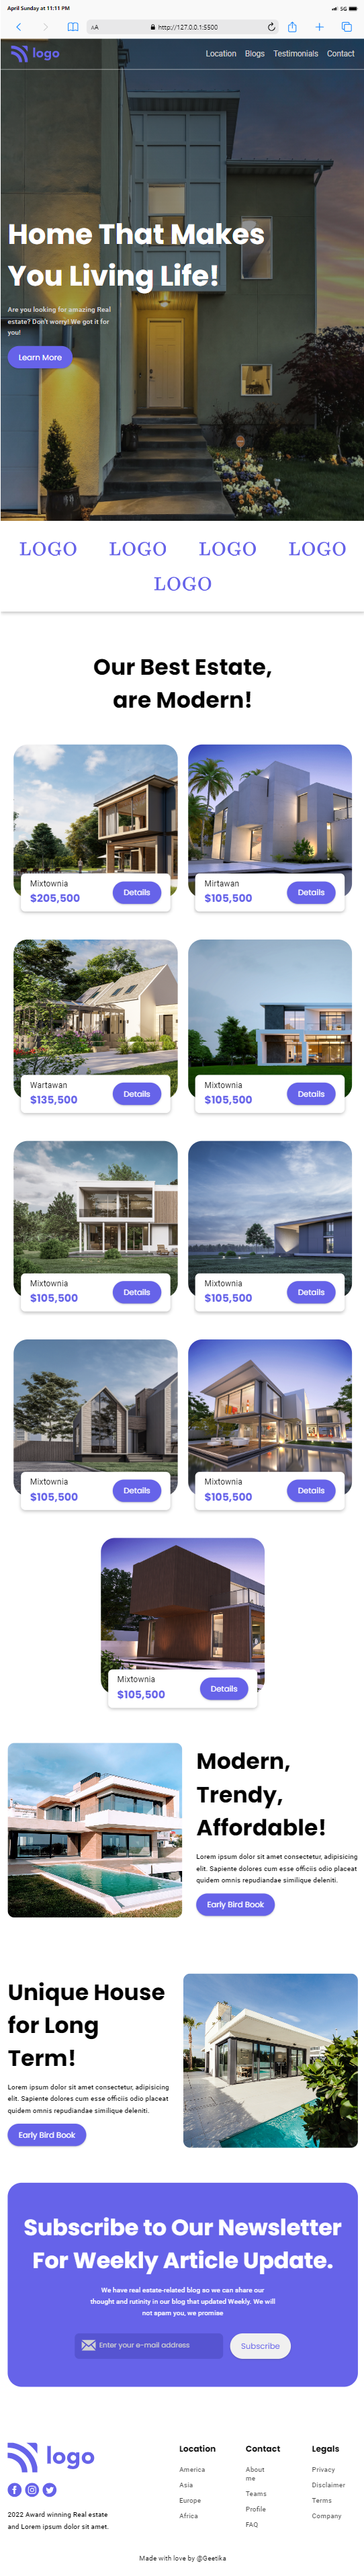 April Sunday at 11:11 PM
SG
AA
http://127.0.0.1:5500
logo
Location Blogs Testimonials Contact
Home That Makes
You Living Life!
Are you looking for amazing Real
estate? Don't worry! We got it for
you!
Learn More
LOGO LOGO LOGO LOGO
LOGO
Our Best Estate,
are Modern!
Mixtownia
$205,500
Details
Mirtawan
$105,500
Details
Wartawan
$135,500
Details
Mixtownia
$105,500
Details
Mixtownia
$105,500
Details
Mixtownia
$105,500
Details
Mixtownia
$105,500
Details
Mixtownia
$105,500
Details
Mixtownia
$105,500
Details
Modern,
Trendy,
Affordable!
Lorem ipsum dolor sit amet consectetur, adipisicing
elit. Sapiente dolores cum esse officiis odio placeat
quidem omnis repudiandae similique deleniti.
Early Bird Book
Unique House
for Long
Term!
Lorem ipsum dolor sit amet consectetur, adipisicing
elit. Sapiente dolores cum esse officiis odio placeat
quidem omnis repudiandae similique deleniti.
Early Bird Book
Subscribe to Our Newsletter
For Weekly Article Update.
We have real estate-related blog so we can share our
thought and rutinity in our blog that updated Weekly. We will
not spam you, we promise
Enter your e-mail address
Subscribe
logo
2022 Award winning Real estate
and Lorem ipsum dolor sit amet.
Location
America
Asia
Europe
Africa
Contact
About
me
Teams
Profile
FAQ
Legals
Privacy
Disclaimer
Terms
Company
Made with love by @Geetika